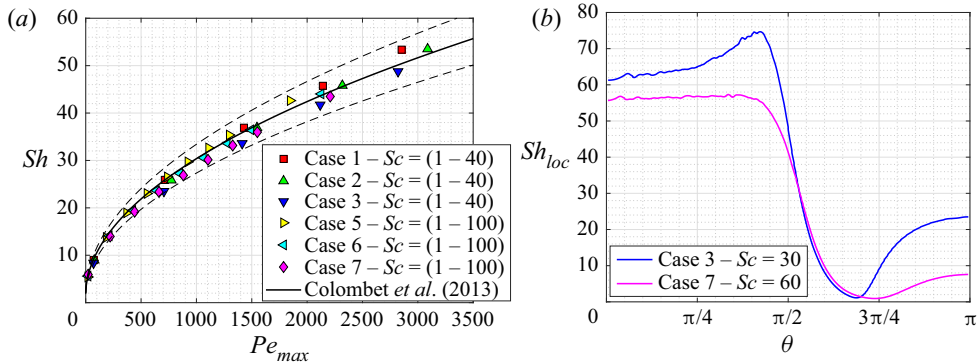 (a)
60
50
40
30
20
10
0
500
1000
1500
2000
2500
3000
3500
Sh
Pe_max
Case 1 – Sc = (1 – 40)
Case 2 – Sc = (1 – 40)
Case 3 – Sc = (1 – 40)
Case 5 – Sc = (1 – 100)
Case 6 – Sc = (1 – 100)
Case 7 – Sc = (1 – 100)
Colombet et al. (2013)
(b)
80
70
60
50
40
30
20
10
0
0
π/4
π/2
3π/4
π
Sh_loc
θ
Case 3 – Sc = 30
Case 7 – Sc = 60